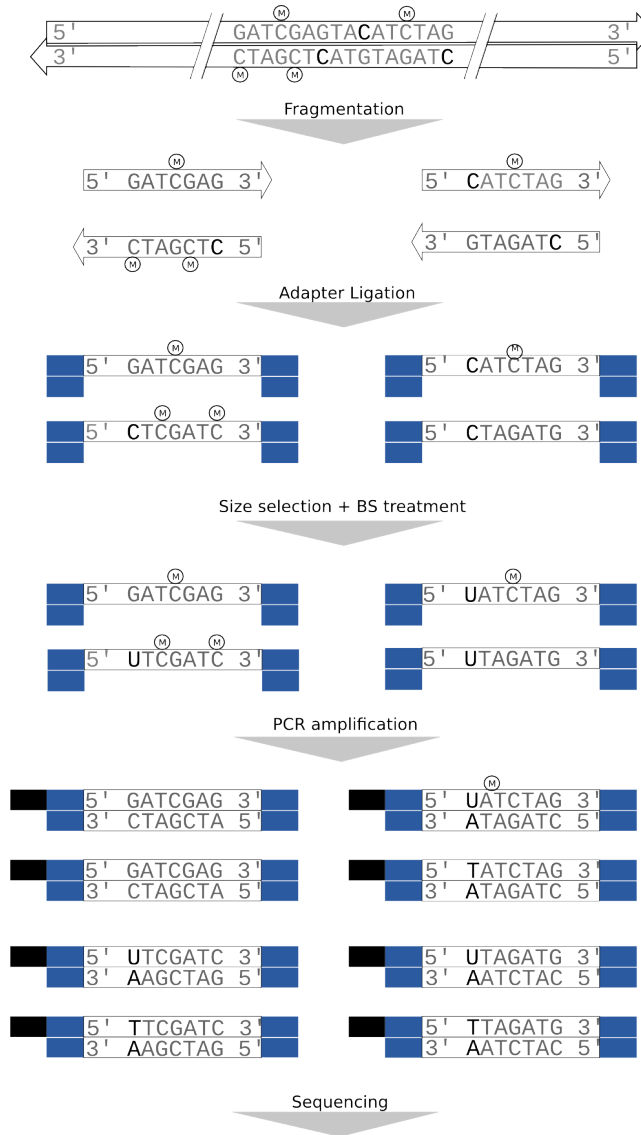 M M
5' GATCGAGTACATCTAG 3'
3' CTAGCTCATGTAGATC 5'
M M
Fragmentation
M M
5' GATCGAG 3' 5' CATCTAG 3'
3' CTAGCTC 5' 3' GTAGATC 5'
M M
Adapter Ligation
M M
5' GATCGAG 3' 5' CATCTAG 3'
M M
5' CTCGATC 3' 5' CTAGATG 3'
Size selection + BS treatment
M M
5' GATCGAG 3' 5' UATCTAG 3'
M M
5' UTCGATC 3' 5' UTAGATG 3'
PCR amplification
M
5' GATCGAG 3' 5' UATCTAG 3'
3' CTAGCTA 5' 3' ATAGATC 5'
5' GATCGAG 3' 5' TATCTAG 3'
3' CTAGCTA 5' 3' ATAGATC 5'
5' UTCGATC 3' 5' UTAGATG 3'
3' AAGCTAG 5' 3' AATCTAC 5'
5' TTCGATC 3' 5' TTAGATG 3'
3' AAGCTAG 5' 3' AATCTAC 5'
Sequencing